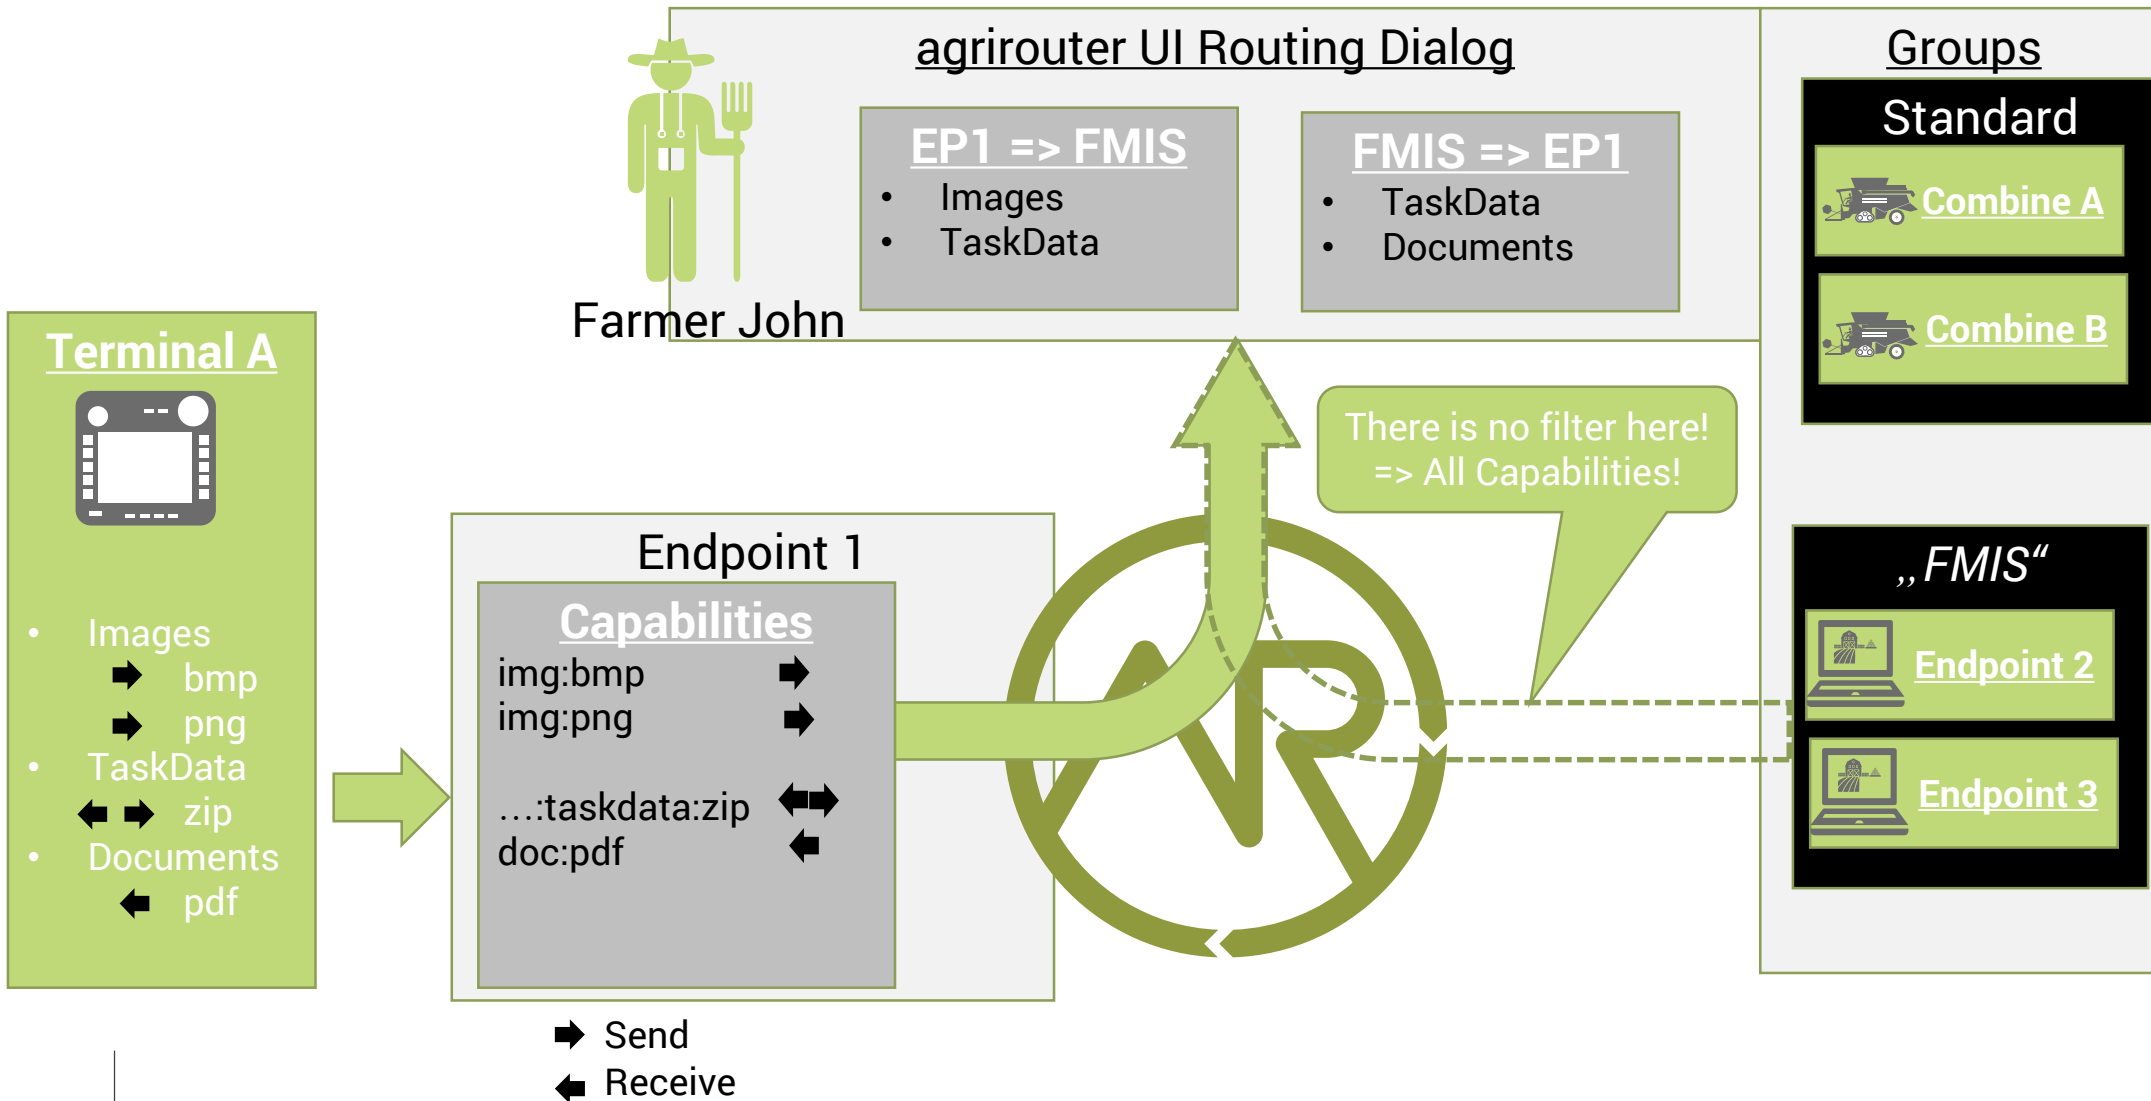 agrirouter UI Routing Dialog
EP1 => FMIS
• Images
• TaskData
FMIS => EP1
• TaskData
• Documents
Farmer John
Groups
Standard
Combine A
Combine B
„FMIS“
Endpoint 2
Endpoint 3
There is no filter here!
=> All Capabilities!
Terminal A
• Images
bmp
png
• TaskData
zip
• Documents
pdf
Endpoint 1
Capabilities
img:bmp
img:png
…:taskdata:zip
doc:pdf
Send
Receive